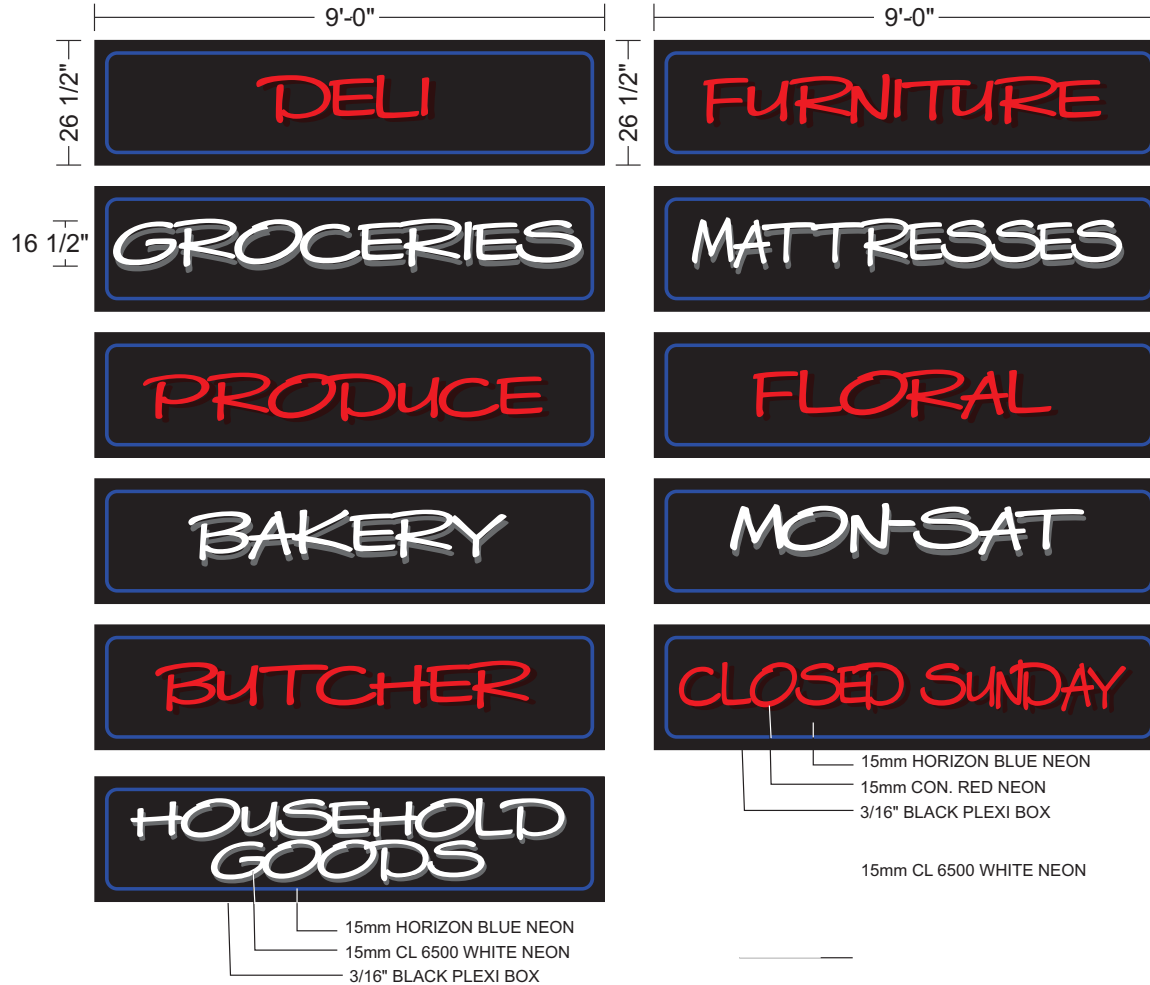 9'-0"
26 1/2"
DELI
16 1/2"
GROCERIES
PRODUCE
BAKERY
BUTCHER
HOUSEHOLD
GOODS
15mm HORIZON BLUE NEON
15mm CL 6500 WHITE NEON
3/16" BLACK PLEXI BOX
9'-0"
26 1/2"
FURNITURE
MATTRESSES
FLORAL
MON-SAT
CLOSED SUNDAY
15mm HORIZON BLUE NEON
15mm CON. RED NEON
3/16" BLACK PLEXI BOX
15mm CL 6500 WHITE NEON